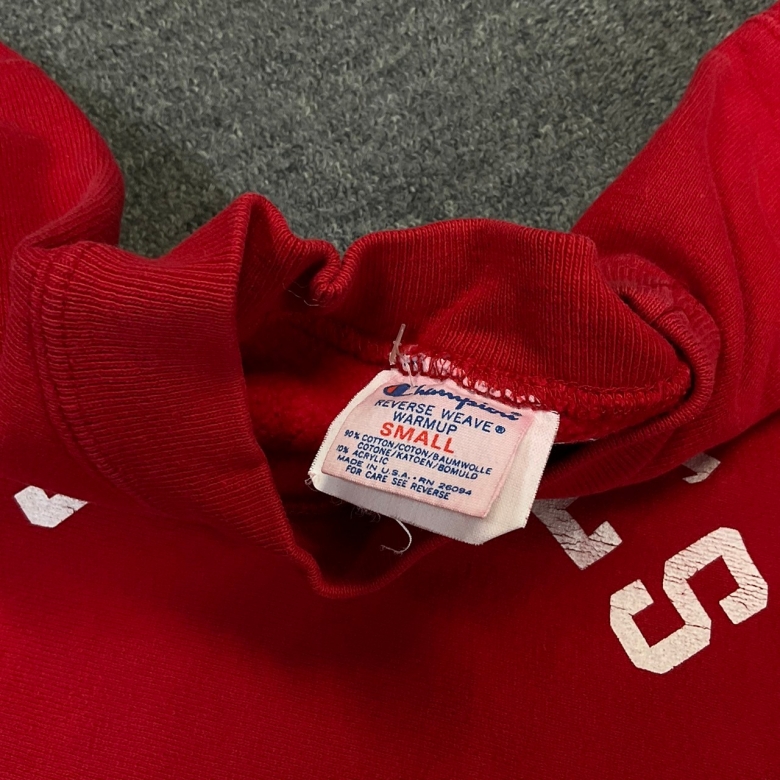 Champion
REVERSE WEAVE®
WARMUP
SMALL
90% COTTON/COTON/BAUMWOLLE
COTONE/KATOEN/BOMULD
10% ACRYLIC
MADE IN U.S.A. • RN 26094
FOR CARE SEE REVERSE
S